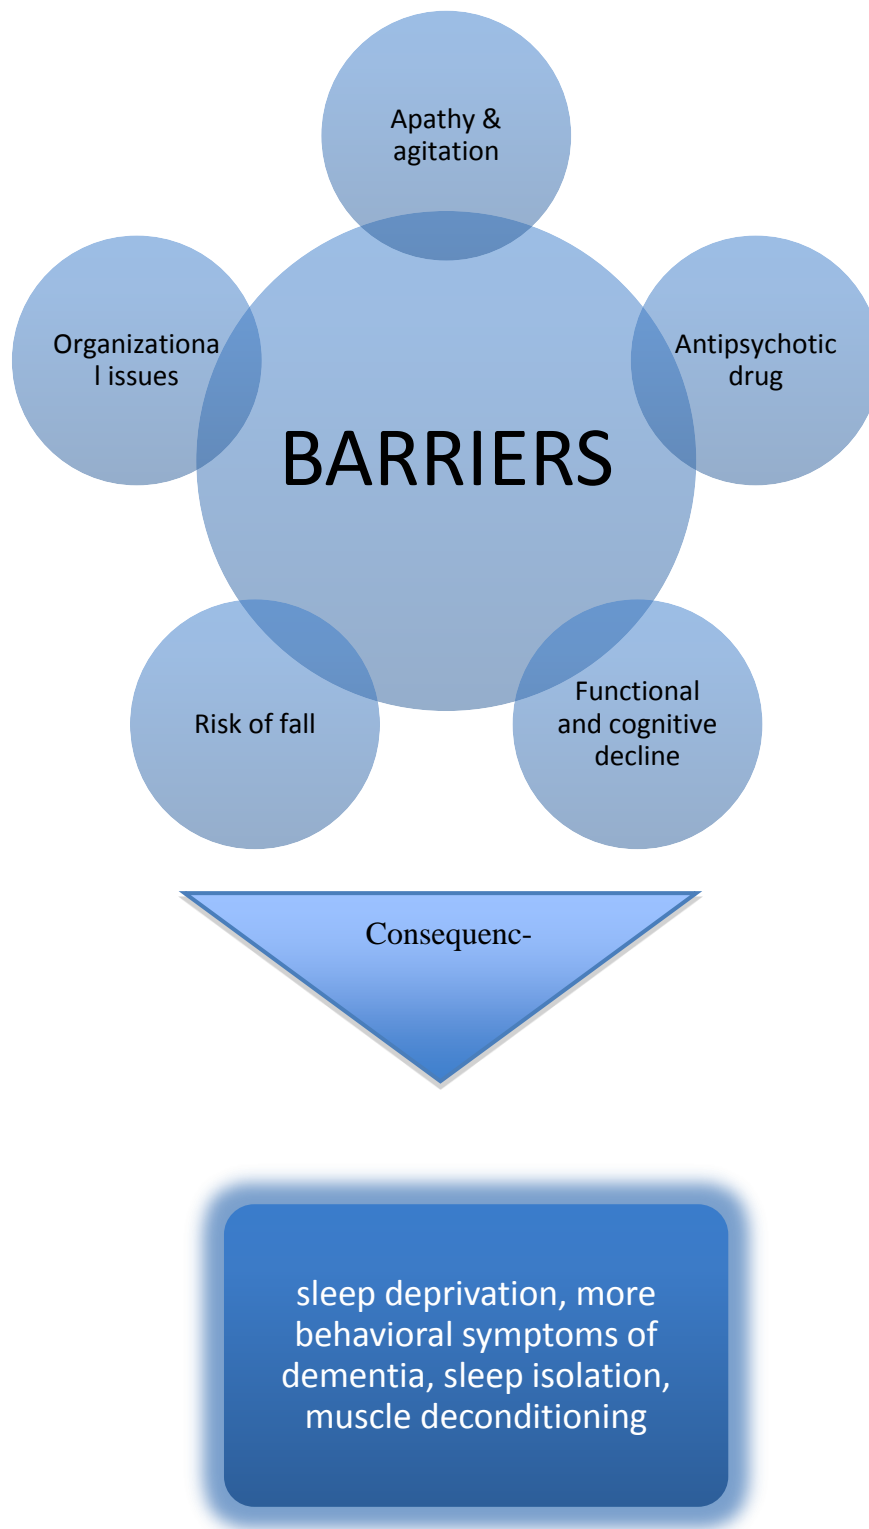 Apathy &
agitation
Organizationa
l issues
Antipsychotic
drug
BARRIERS
Risk of fall
Functional
and cognitive
decline
Consequenc-
sleep deprivation, more
behavioral symptoms of
dementia, sleep isolation,
muscle deconditioning